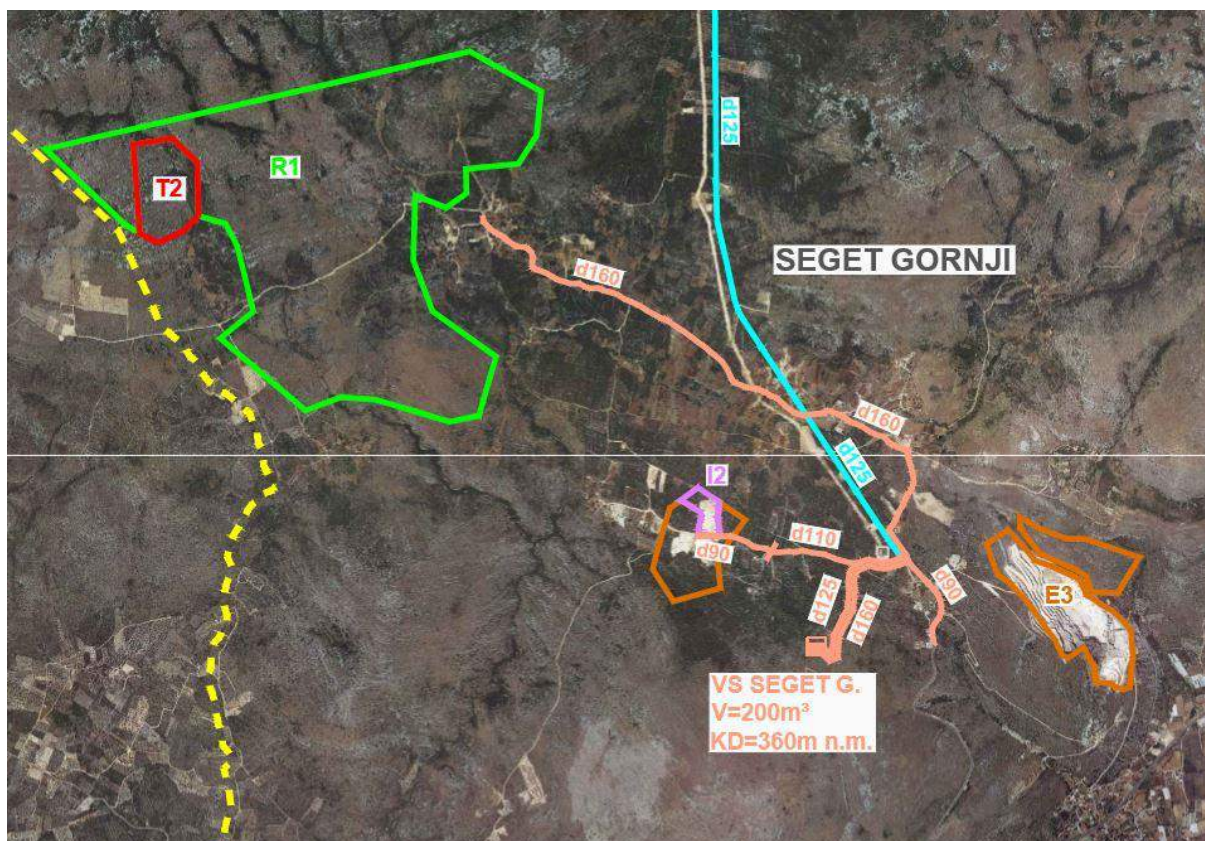 d125
T2
R1
SEGET GORNJI
d160
d160
d125
I2
d90
d110
d125
d160
d90
E3
VS SEGET G.
V=200m³
KD=360m n.m.